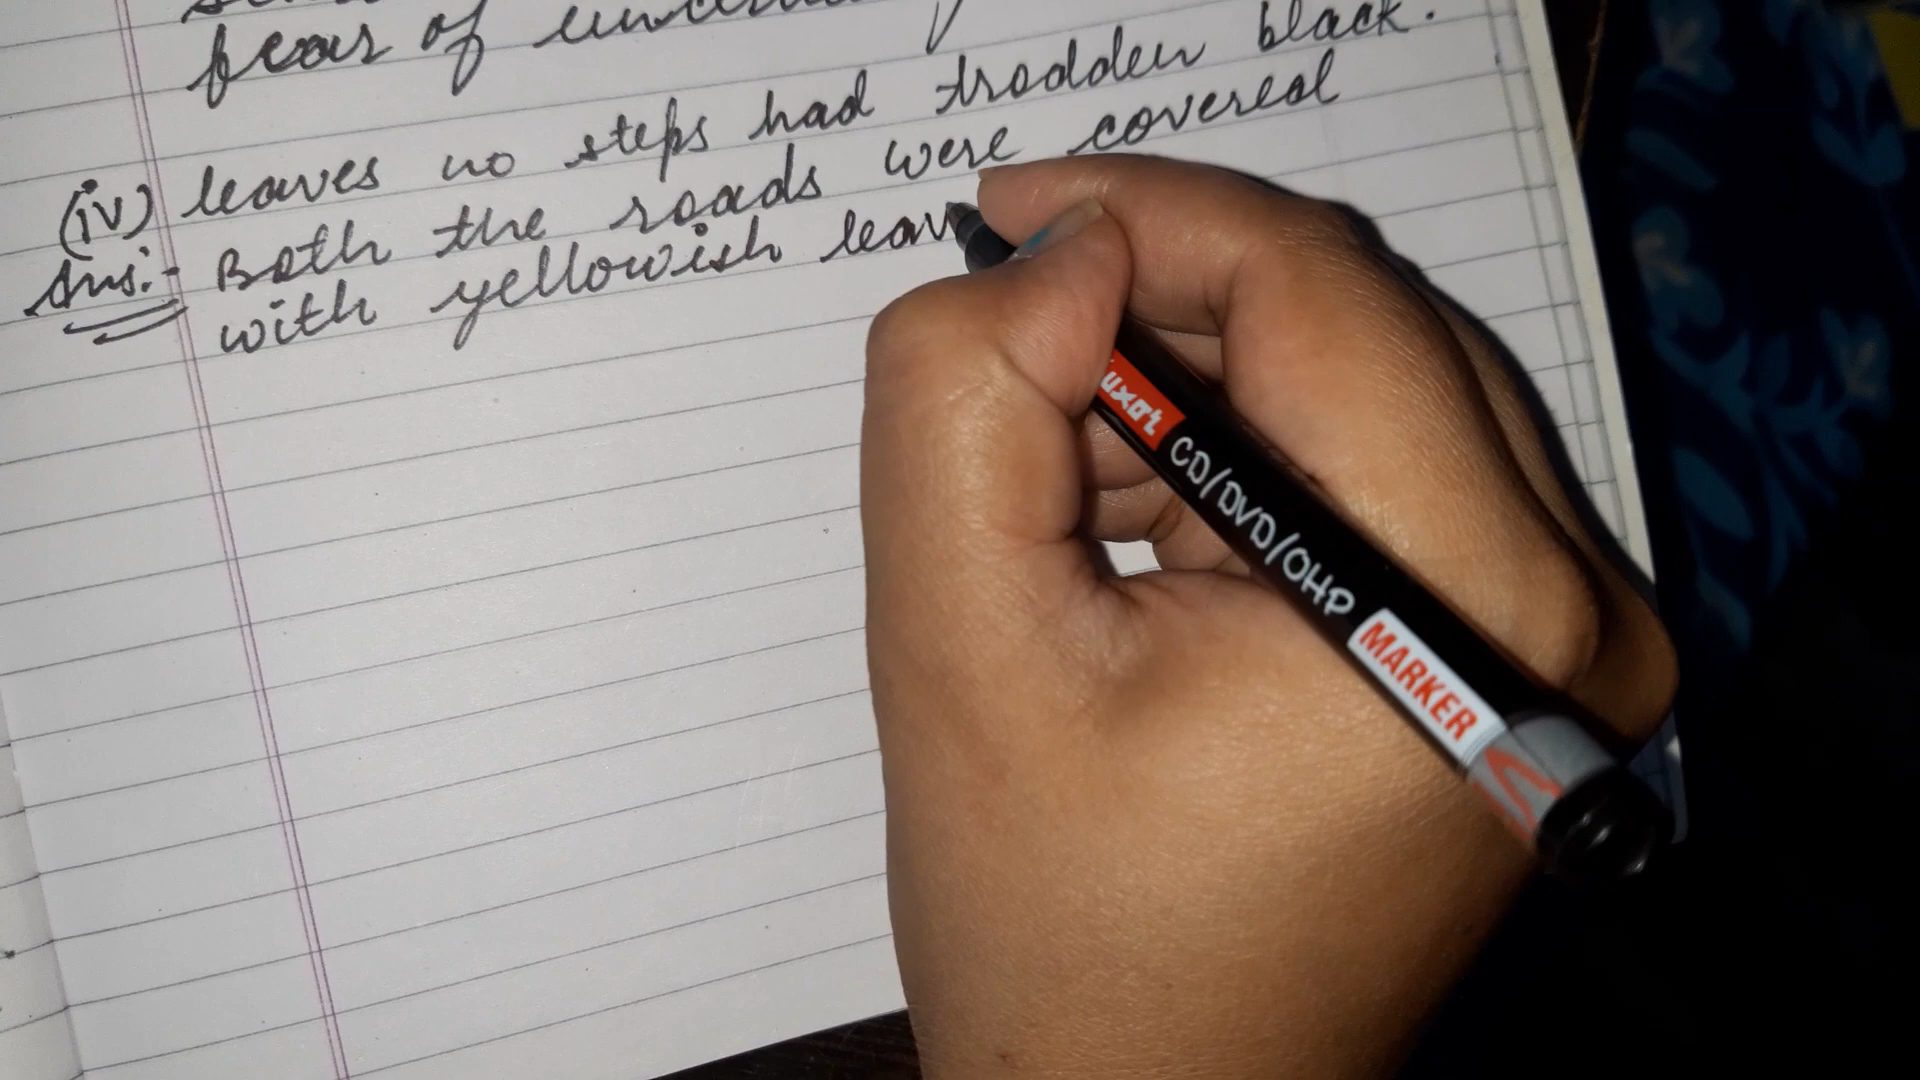 fear of
(iv) leaves no steps had trodden black.
Ans:- Both the roads were covered
with yellowish leav
luxor CD/DVD/OHP MARKER